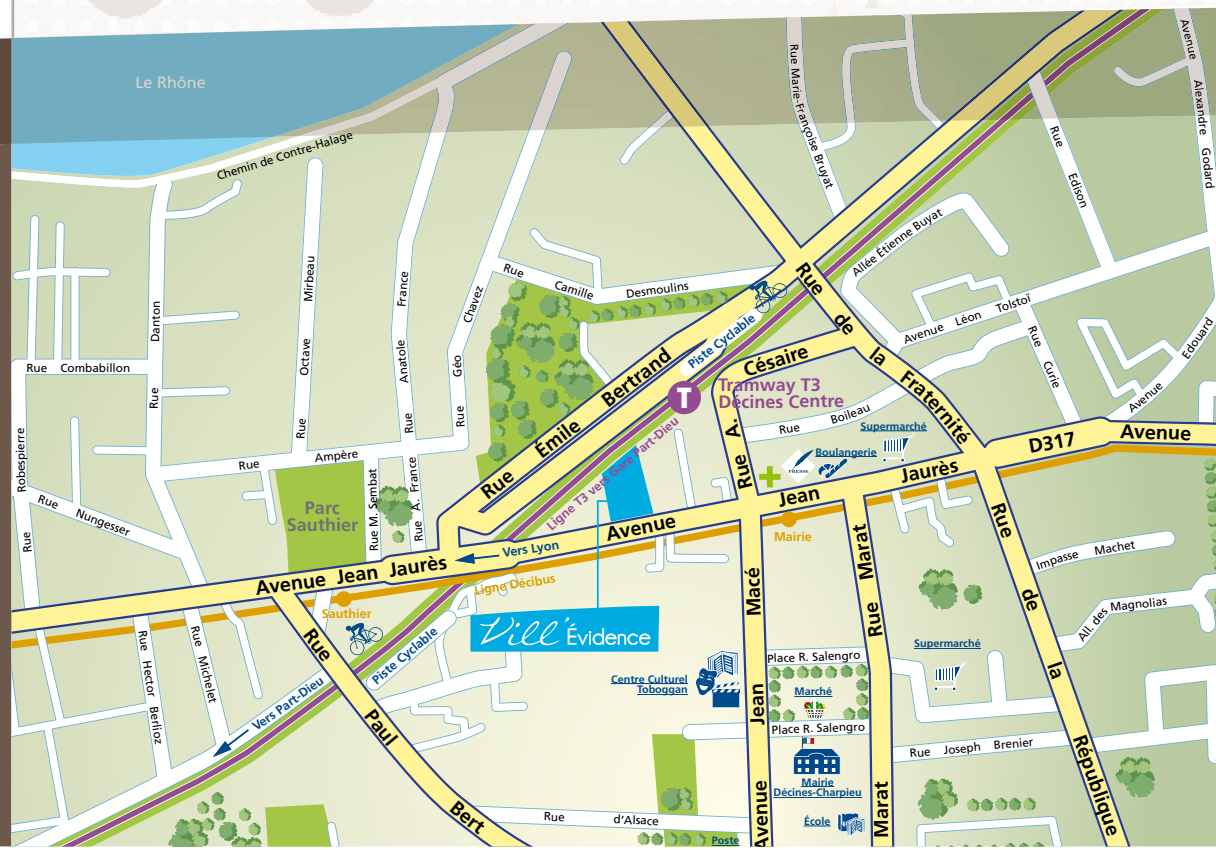 Le Rhône
Chemin de Contre-Halage
Rue Marie-Françoise Bruyat
Avenue Alexandre Godard
Rue Edison
Allée Étienne Buyat
Rue Camille Desmoulins
Avenue Léon Tolstoï
Rue Curie
Avenue Edouard
Rue Danton
Rue Octave Mirbeau
Rue Anatole France
Rue Géo Chavez
Rue Combabillon
Rue Robespierre
Rue Nungesser
Rue Ampère
Parc
Sauthier
Rue M. Sembat
Rue A. France
Rue Émile Bertrand
Piste Cyclable
Rue de la Fraternité
Rue A. Césaire
T
Tramway T3
Décines Centre
Ligne T3 vers Gare Part-Dieu
Rue Boileau
Supermarché
Boulangerie
PRESSE
D317
Avenue
Avenue Jean Jaurès
Avenue Jean Jaurès
Vers Lyon
Ligne Décibus
Mairie
Sauthier
Vill'Évidence
Rue Hector Berlioz
Rue Michelet
Vers Part-Dieu
Piste Cyclable
Rue Paul Bert
Centre Culturel
Toboggan
Avenue Jean Macé
Rue Marat
Marat
Place R. Salengro
Marché
Place R. Salengro
Mairie
Décines-Charpieu
École
Poste
Rue d'Alsace
Supermarché
Rue Joseph Brenier
Impasse Machet
All. des Magnolias
Rue de la République